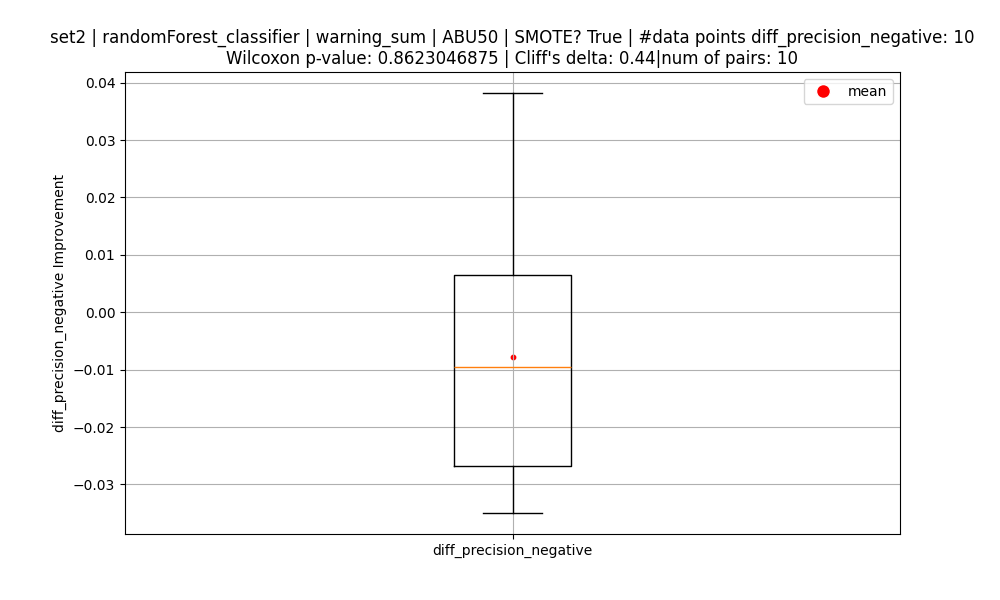 set2 | randomForest_classifier | warning_sum | ABU50 | SMOTE? True | #data points diff_precision_negative: 10
Wilcoxon p-value: 0.8623046875 | Cliff's delta: 0.44|num of pairs: 10
mean
0.04
0.03
0.02
0.01
0.00
−0.01
−0.02
−0.03
diff_precision_negative Improvement
diff_precision_negative